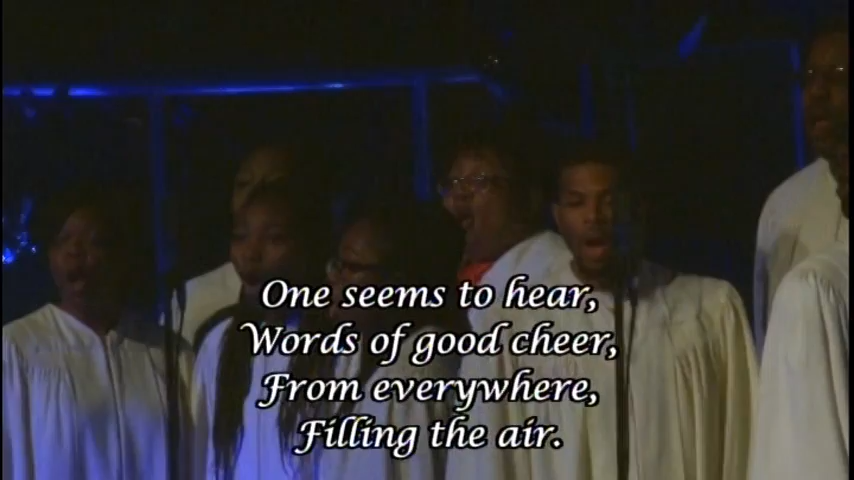 One seems to hear,
Words of good cheer,
From everywhere,
Filling the air.